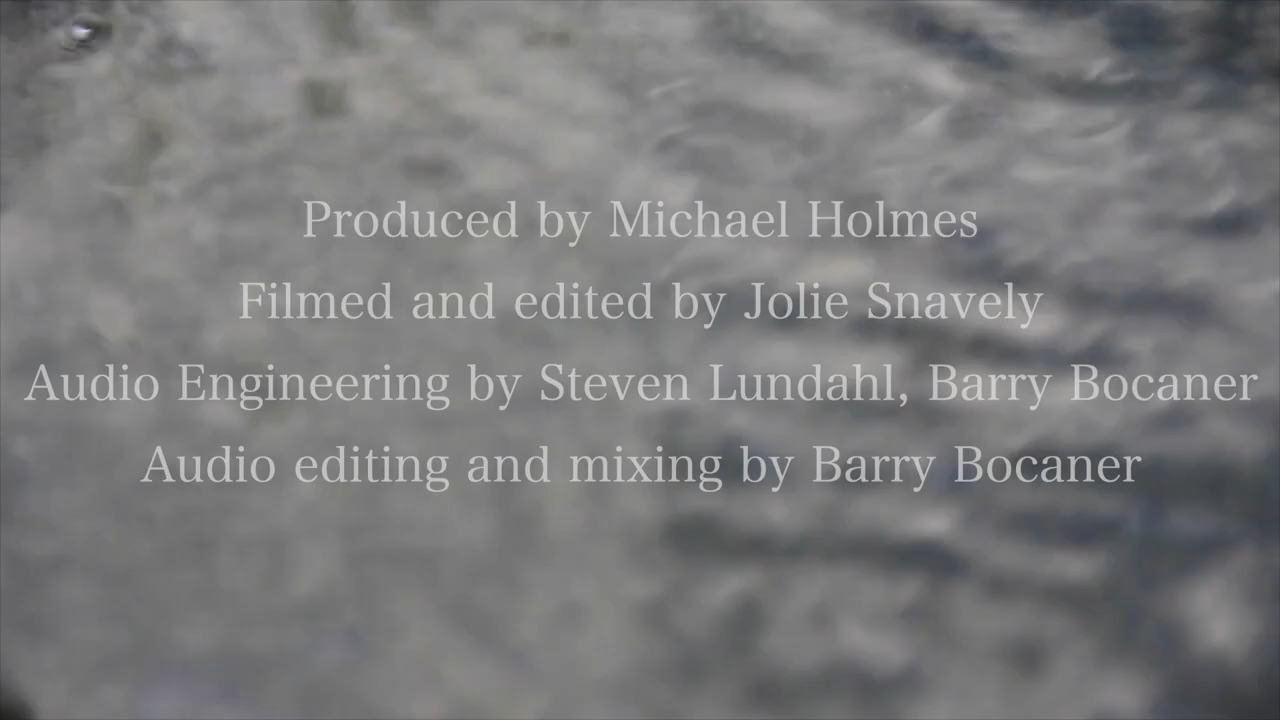 Produced by Michael Holmes
Filmed and edited by Jolie Snavely
Audio Engineering by Steven Lundahl, Barry Bocaner
Audio editing and mixing by Barry Bocaner